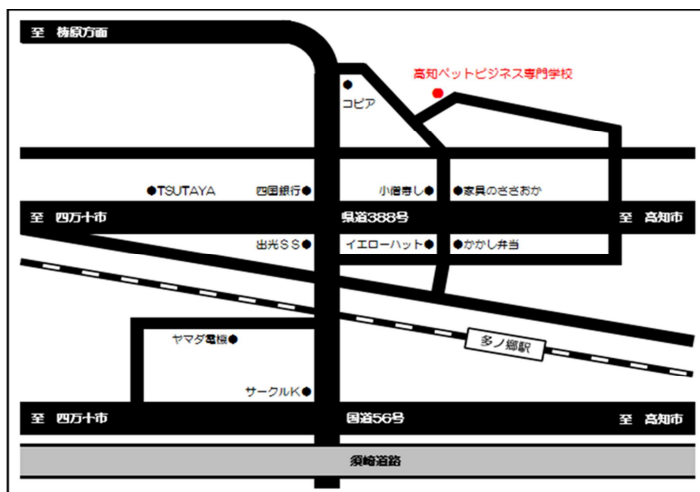 至 梼原方面
高知ペットビジネス専門学校
コピア
●TSUTAYA
四国銀行●
小僧寿し●
●家具のささおか
至 四万十市
県道388号
至 高知市
出光SS●
イエローハット●
●かかし弁当
ヤマダ電機●
多ノ郷駅
サークルK●
至 四万十市
国道56号
至 高知市
須崎道路